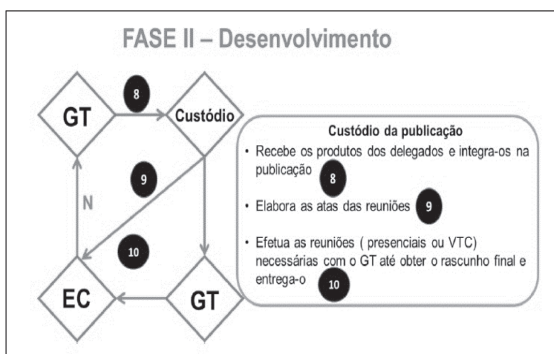 FASE II – Desenvolvimento
GT
8
Custódio
9
N
10
EC
GT
Custódio da publicação
• Recebe os produtos dos delegados e integra-os na
publicação 8
• Elabora as atas das reuniões 9
• Efetua as reuniões ( presenciais ou VTC)
necessárias com o GT até obter o rascunho final e
entrega-o 10